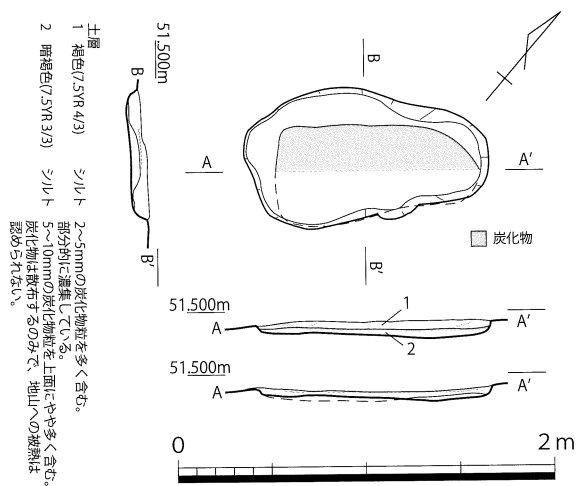 土層
1 褐色(7.5YR 4/3) シルト 2～5mmの炭化物粒を多く含む。
部分的に濃集している。
2 暗褐色(7.5YR 3/3) シルト 5～10mmの炭化物粒を上面にやや多く含む。
炭化物は散布するのみで、地山への被熱は
認められない。
51.500m
B
B'
B
A
A'
B'
炭化物
51.500m
A
1
2
A'
51.500m
A
A'
0
2 m